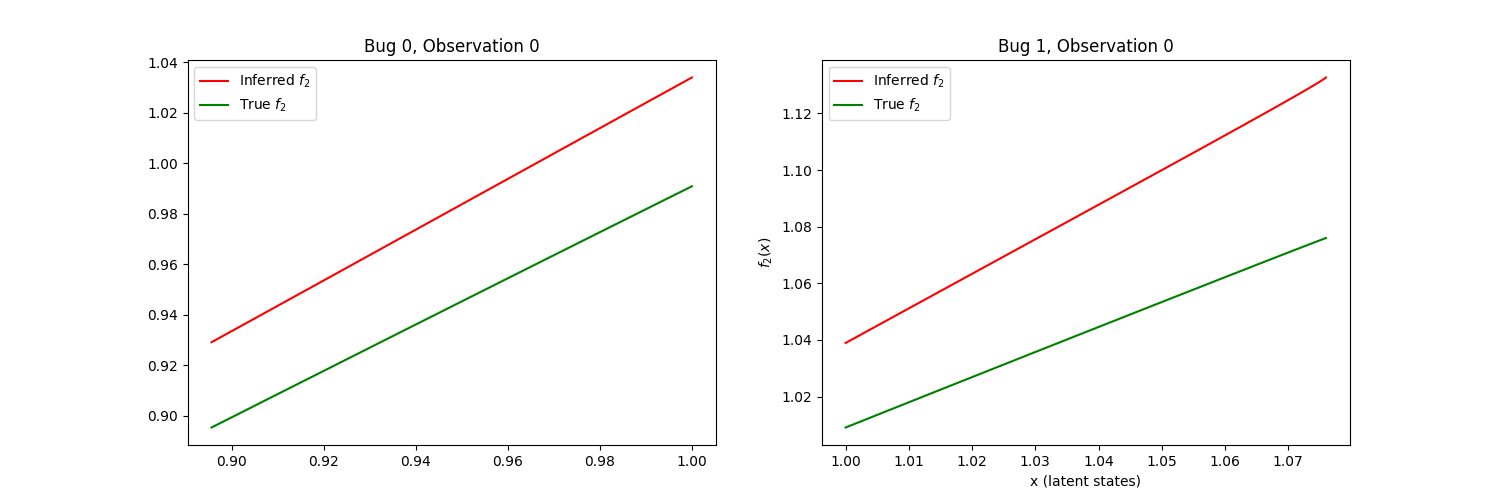 Bug 0, Observation 0
Inferred f₂
True f₂
1.04
1.02
1.00
0.98
0.96
0.94
0.92
0.90
0.90 0.92 0.94 0.96 0.98 1.00
Bug 1, Observation 0
Inferred f₂
True f₂
f₂(x)
1.12
1.10
1.08
1.06
1.04
1.02
1.00 1.01 1.02 1.03 1.04 1.05 1.06 1.07
x (latent states)